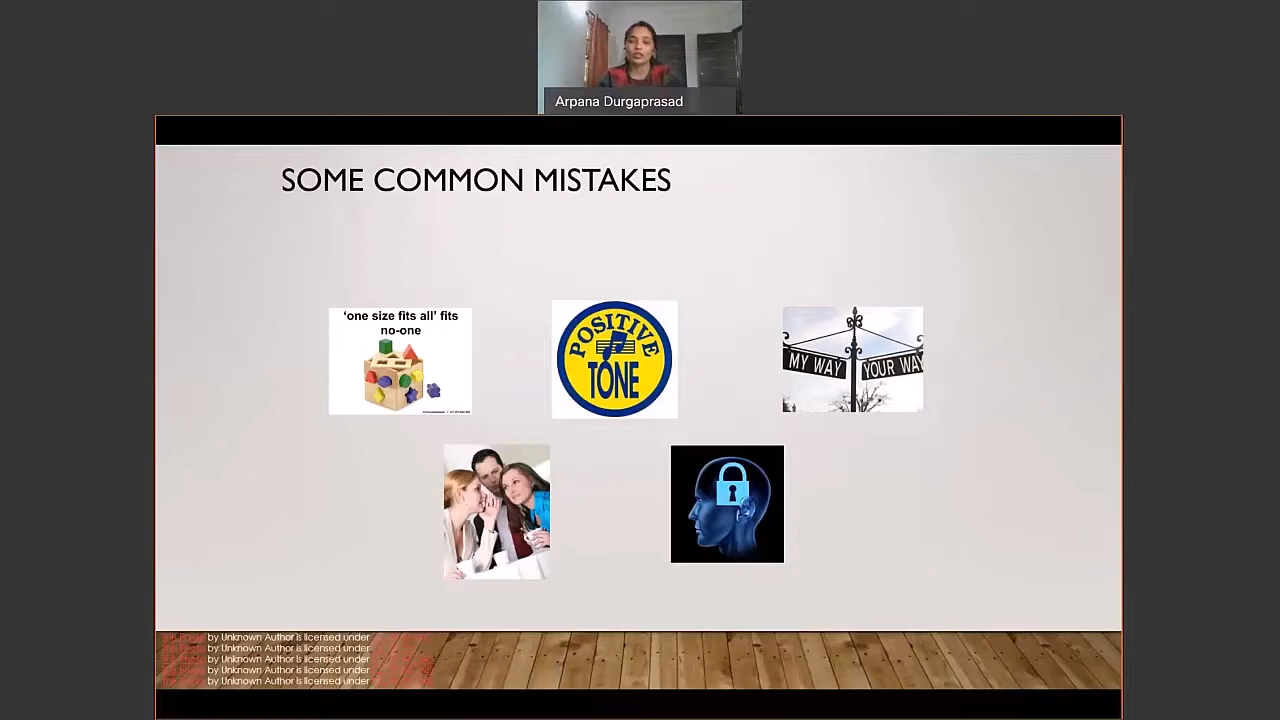 Arpana Durgaprasad
SOME COMMON MISTAKES
'one size fits all' fits
no-one
POSITIVE
TONE
MY WAY
YOUR WAY
by Unknown Author is licensed under
by Unknown Author is licensed under
by Unknown Author is licensed under
by Unknown Author is licensed under
by Unknown Author is licensed under